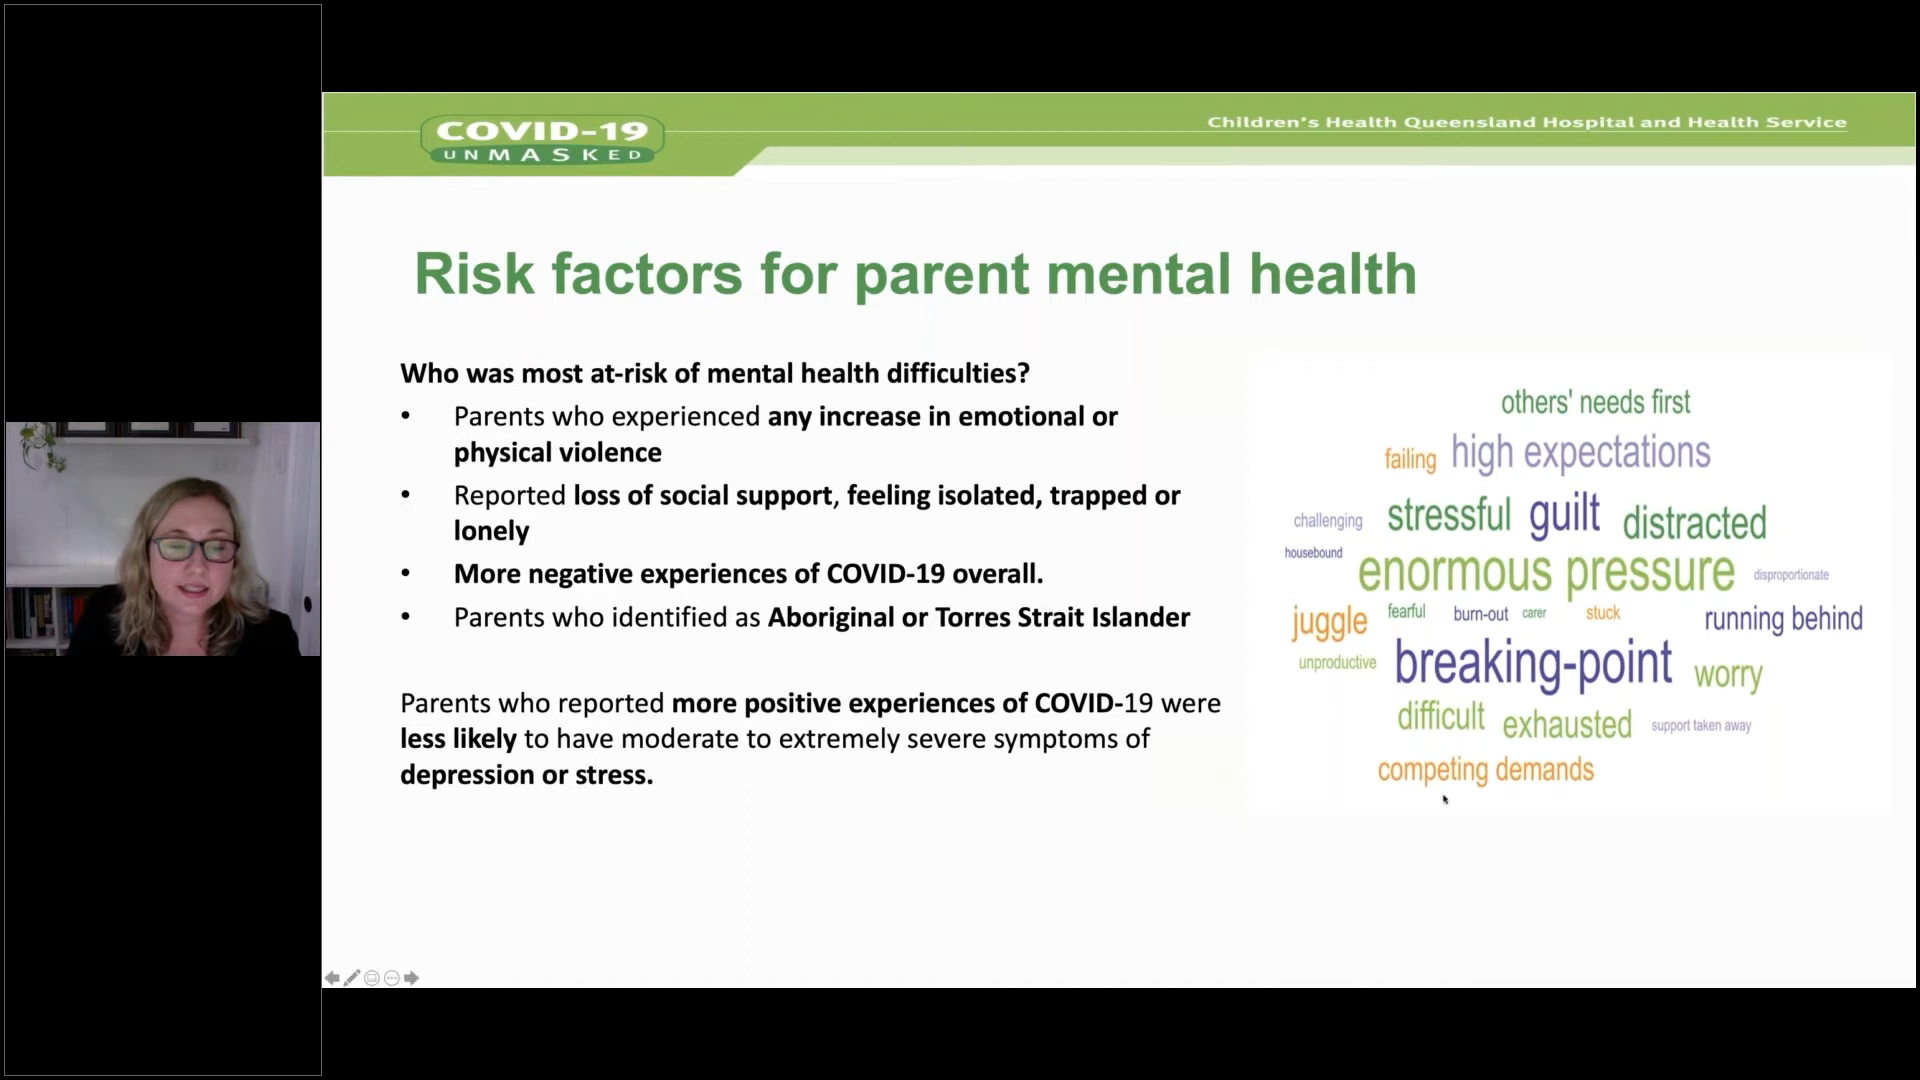 COVID-19
UNMASKED
Children's Health Queensland Hospital and Health Service
Risk factors for parent mental health
Who was most at-risk of mental health difficulties?
• Parents who experienced any increase in emotional or
physical violence
• Reported loss of social support, feeling isolated, trapped or
lonely
• More negative experiences of COVID-19 overall.
• Parents who identified as Aboriginal or Torres Strait Islander
Parents who reported more positive experiences of COVID-19 were
less likely to have moderate to extremely severe symptoms of
depression or stress.
others' needs first
failing high expectations
challenging stressful guilt distracted
housebound enormous pressure disproportionate
juggle fearful burn-out carer stuck running behind
unproductive breaking-point worry
difficult exhausted support taken away
competing demands